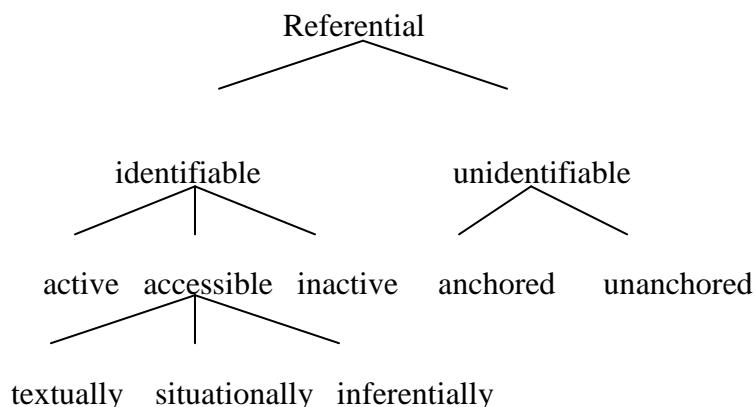 Referential
identifiable unidentifiable
active accessible inactive anchored unanchored
textually situationally inferentially